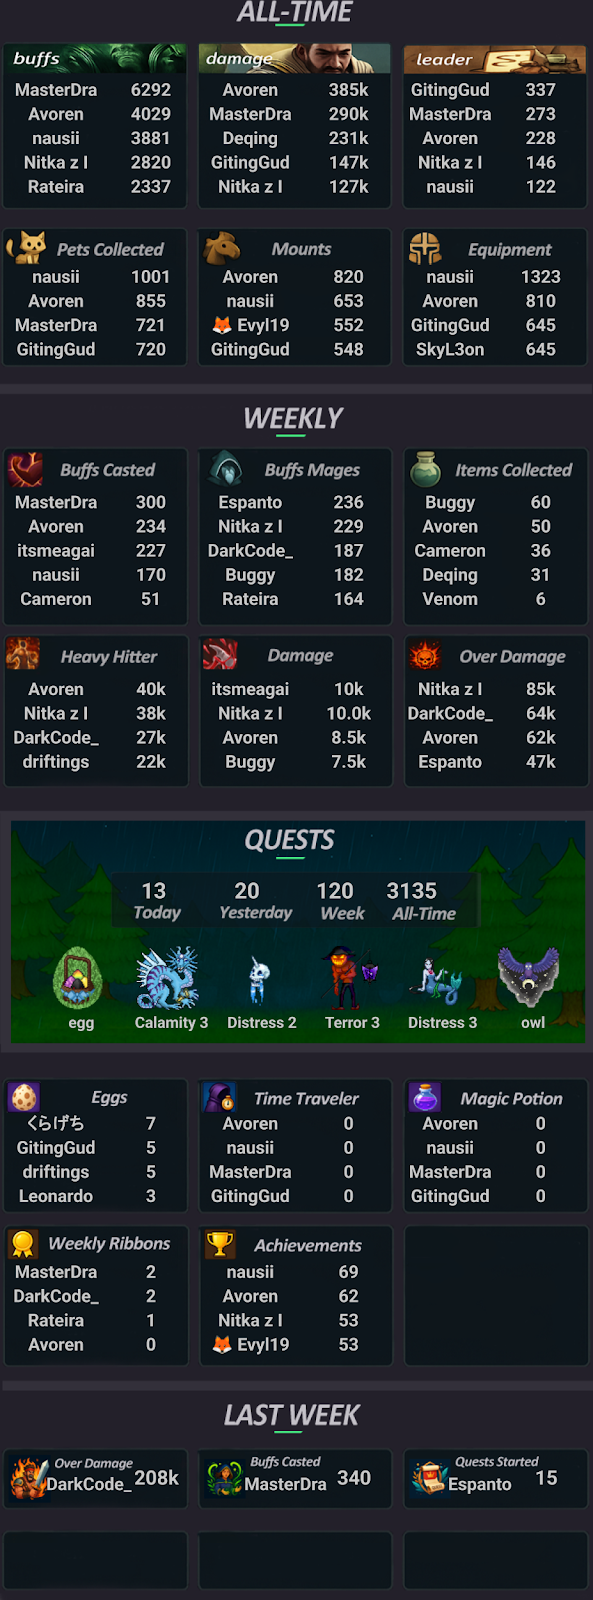 ALL-TIME
buffs
MasterDra 6292
Avoren 4029
nausii 3881
Nitka z I 2820
Rateira 2337
damage
Avoren 385k
MasterDra 290k
Deqing 231k
GitingGud 147k
Nitka z I 127k
leader
GitingGud 337
MasterDra 273
Avoren 228
Nitka z I 146
nausii 122
Pets Collected
nausii 1001
Avoren 855
MasterDra 721
GitingGud 720
Mounts
Avoren 820
nausii 653
🦊 Evyl19 552
GitingGud 548
Equipment
nausii 1323
Avoren 810
GitingGud 645
SkyL3on 645
WEEKLY
Buffs Casted
MasterDra 300
Avoren 234
itsmeagai 227
nausii 170
Cameron 51
Buffs Mages
Espanto 236
Nitka z I 229
DarkCode_ 187
Buggy 182
Rateira 164
Items Collected
Buggy 60
Avoren 50
Cameron 36
Deqing 31
Venom 6
Heavy Hitter
Avoren 40k
Nitka z I 38k
DarkCode_ 27k
driftings 22k
Damage
itsmeagai 10k
Nitka z I 10.0k
Avoren 8.5k
Buggy 7.5k
Over Damage
Nitka z I 85k
DarkCode_ 64k
Avoren 62k
Espanto 47k
QUESTS
13 20 120 3135
Today Yesterday Week All-Time
egg Calamity 3 Distress 2 Terror 3 Distress 3 owl
Eggs
くらげち 7
GitingGud 5
driftings 5
Leonardo 3
Time Traveler
Avoren 0
nausii 0
MasterDra 0
GitingGud 0
Magic Potion
Avoren 0
nausii 0
MasterDra 0
GitingGud 0
Weekly Ribbons
MasterDra 2
DarkCode_ 2
Rateira 1
Avoren 0
Achievements
nausii 69
Avoren 62
Nitka z I 53
🦊 Evyl19 53
LAST WEEK
Over Damage
DarkCode_ 208k
Buffs Casted
MasterDra 340
Quests Started
Espanto 15